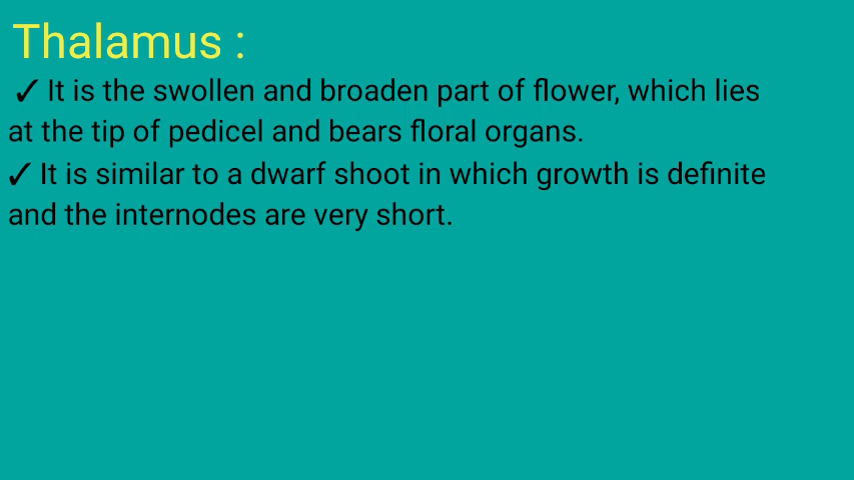 Thalamus :
✓ It is the swollen and broaden part of flower, which lies
at the tip of pedicel and bears floral organs.
✓ It is similar to a dwarf shoot in which growth is definite
and the internodes are very short.